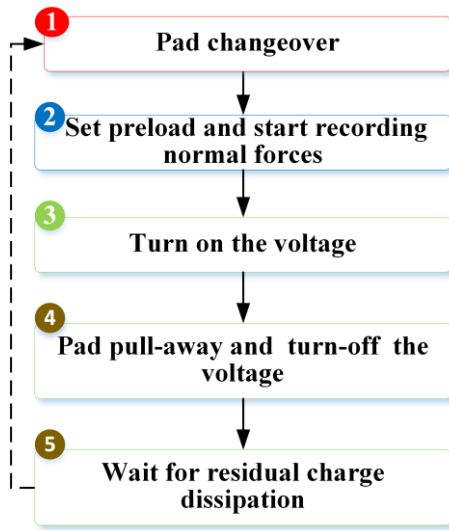 1
Pad changeover
2
Set preload and start recording
normal forces
3
Turn on the voltage
4
Pad pull-away and turn-off the
voltage
5
Wait for residual charge
dissipation